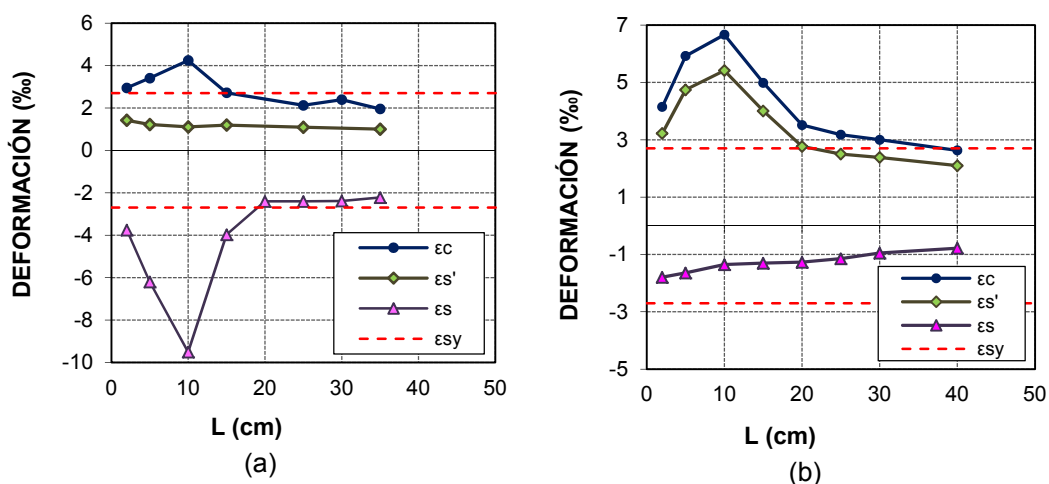 DEFORMACIÓN (‰)
6
4
2
0
-2
-4
-6
-8
-10
0
10
20
30
40
50
εc
εs'
εs
εsy
L (cm)
(a)
DEFORMACIÓN (‰)
7
5
3
1
-1
-3
-5
0
10
20
30
40
50
εc
εs'
εs
εsy
L (cm)
(b)